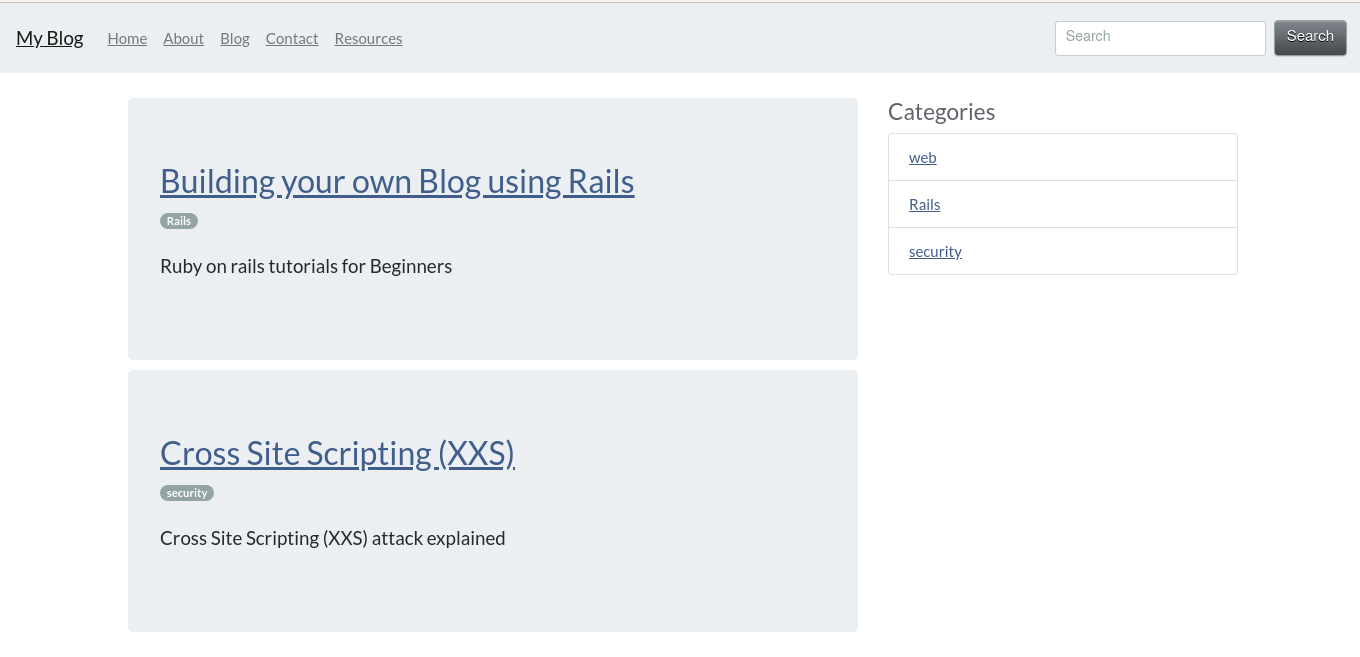 My Blog Home About Blog Contact Resources Search Search
Building your own Blog using Rails
Rails
Ruby on rails tutorials for Beginners
Cross Site Scripting (XXS)
security
Cross Site Scripting (XXS) attack explained
Categories
web
Rails
security